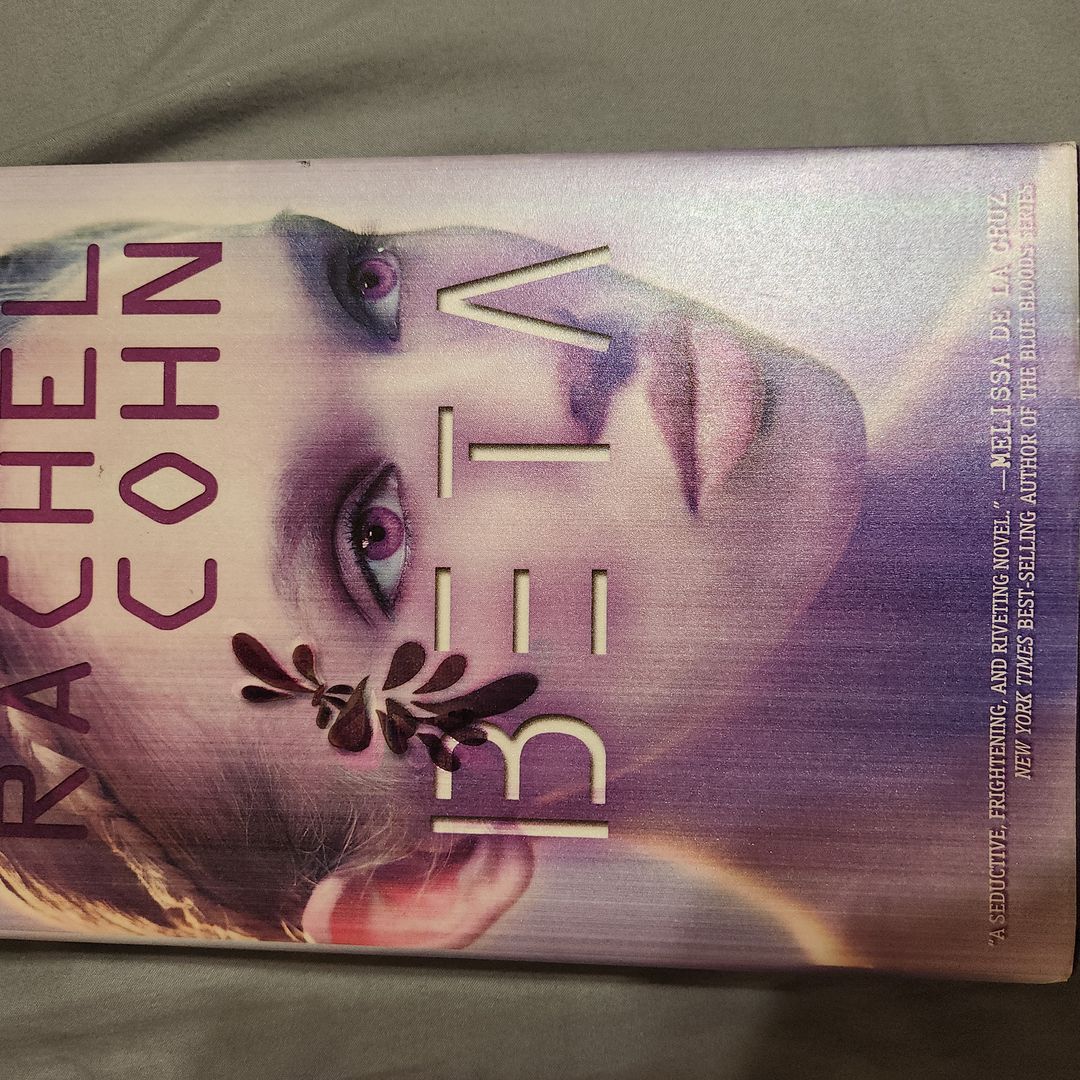 RACHEL
COHN
BETA
"A SEDUCTIVE, FRIGHTENING, AND RIVETING NOVEL." —MELISSA DE LA CRUZ
NEW YORK TIMES BEST-SELLING AUTHOR OF THE BLUE BLOODS SERIES